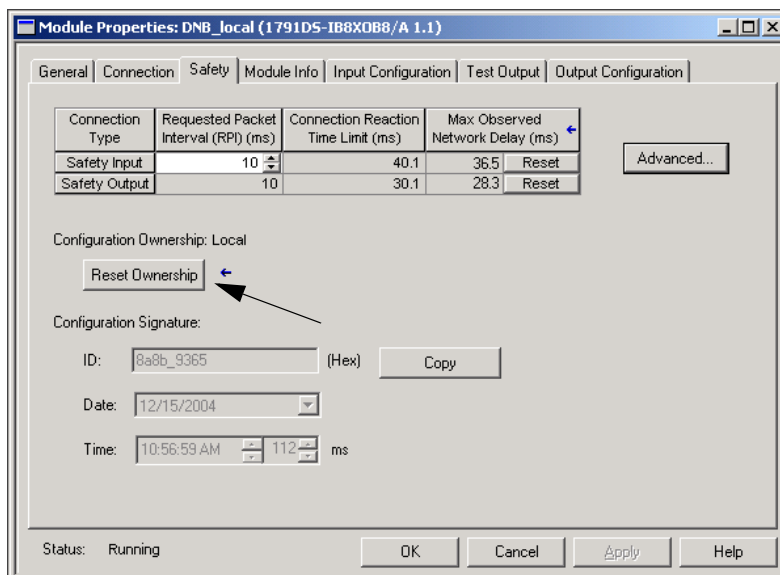 Module Properties: DNB_local (1791DS-IB8XOB8/A 1.1)
General Connection Safety Module Info Input Configuration Test Output Output Configuration
Connection Type Requested Packet Interval (RPI) (ms) Connection Reaction Time Limit (ms) Max Observed Network Delay (ms)
Safety Input 10 40.1 36.5 Reset
Safety Output 10 30.1 28.3 Reset
Advanced...
Configuration Ownership: Local
Reset Ownership
Configuration Signature:
ID: 8a8b_9365 (Hex) Copy
Date: 12/15/2004
Time: 10:56:59 AM 112 ms
Status: Running OK Cancel Apply Help